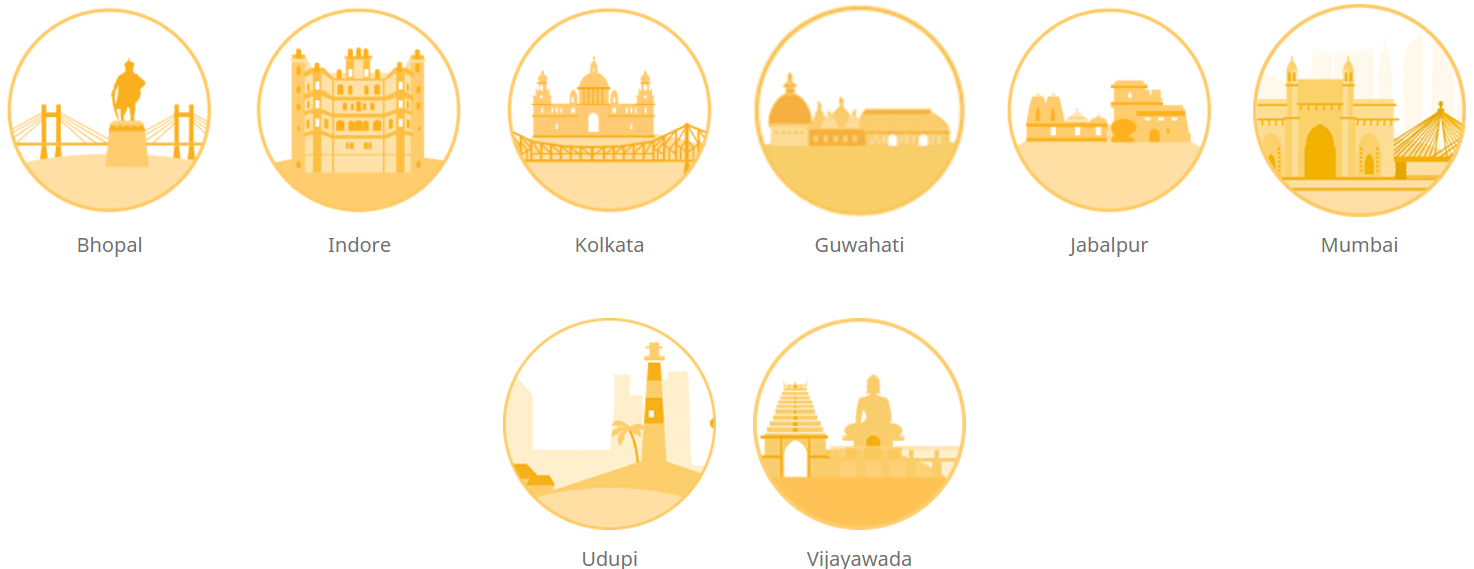 Bhopal
Indore
Kolkata
Guwahati
Jabalpur
Mumbai
Udupi
Vijayawada